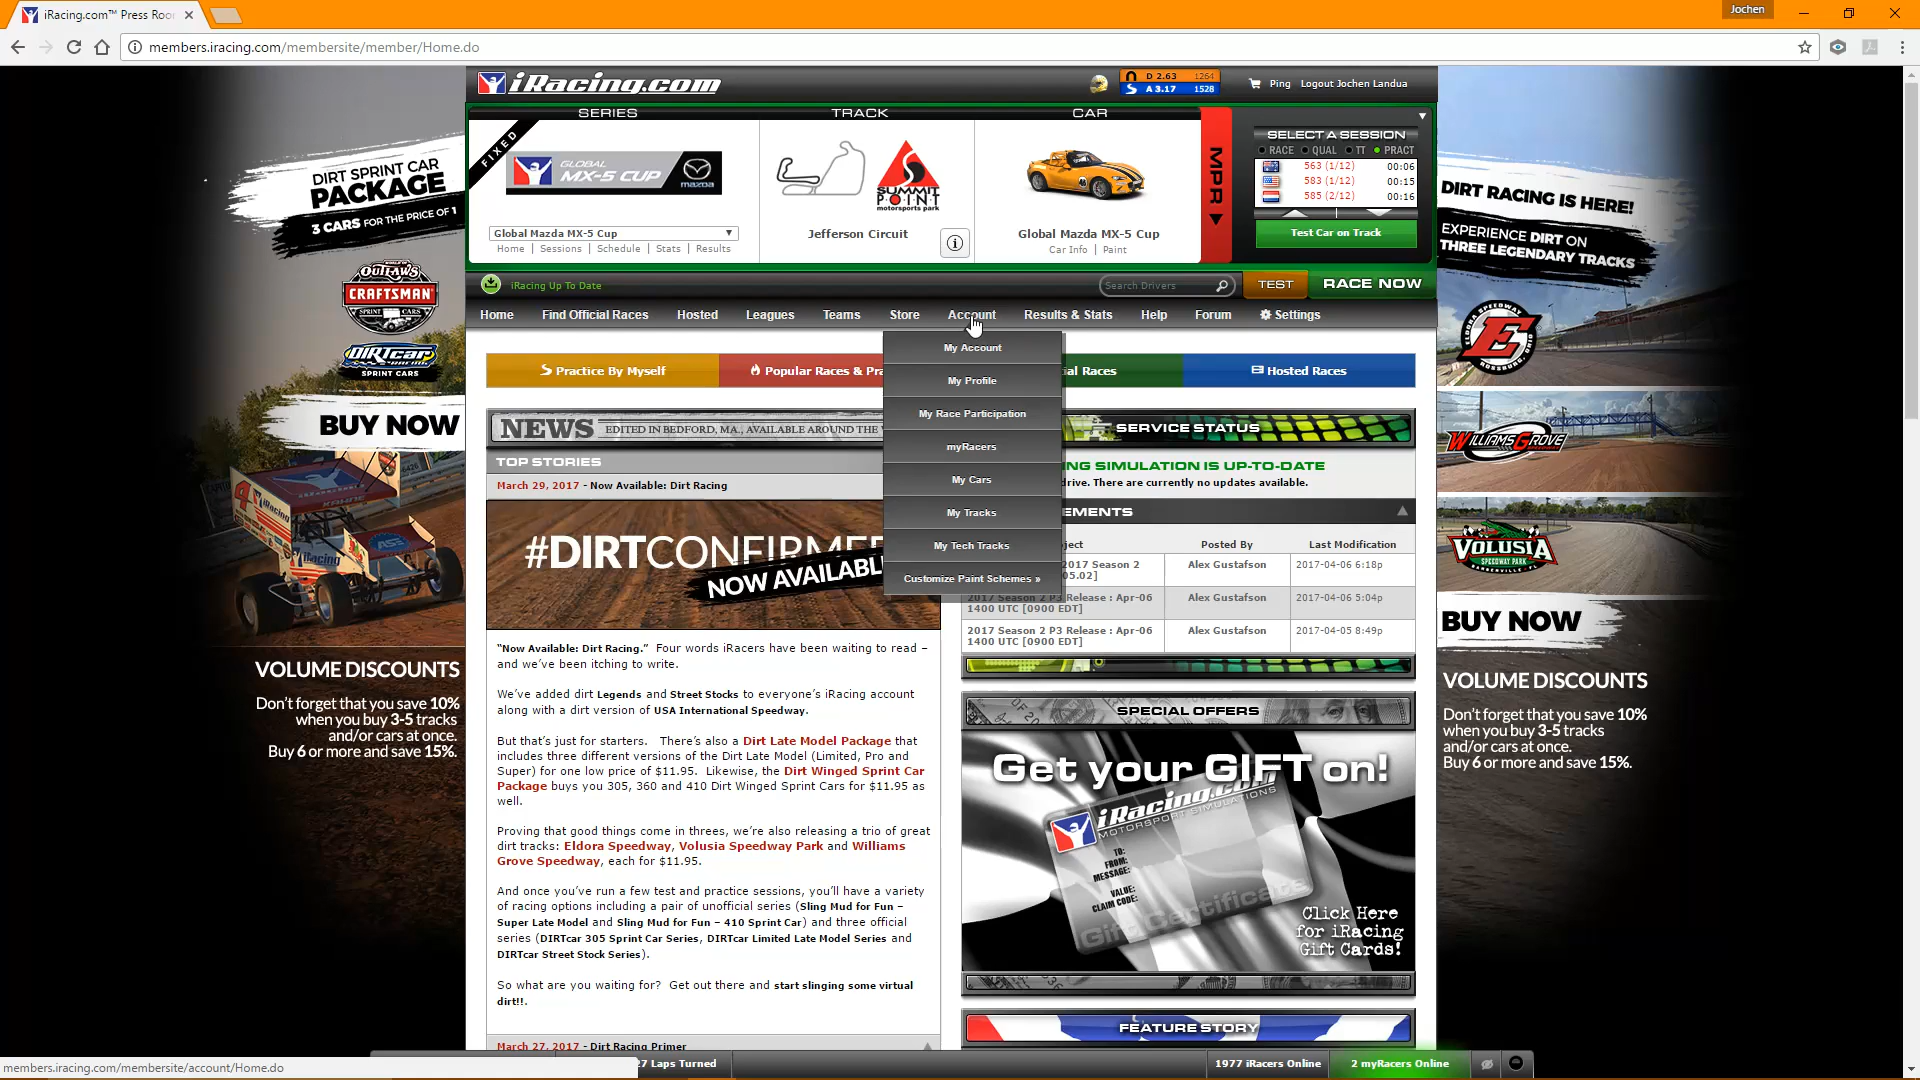 iRacing.com™ Press Roo
Jochen
members.iracing.com/membersite/member/Home.do
iRacing.com
D 2.63 1264
A 3.17 1528
Ping Logout Jochen Landua
SERIES TRACK CAR
FIXED
GLOBAL
MX-5 CUP
mazda
SUMMIT
POINT
motorsports park
MPR
SELECT A SESSION
RACE QUAL TT PRACT
563 (1/12) 00:06
583 (1/12) 00:15
585 (2/12) 00:16
Test Car on Track
Global Mazda MX-5 Cup
Home | Sessions | Schedule | Stats | Results
Jefferson Circuit
Global Mazda MX-5 Cup
Car Info | Paint
iRacing Up To Date
Search Drivers
TEST
RACE NOW
Home Find Official Races Hosted Leagues Teams Store Account Results & Stats Help Forum Settings
My Account
My Profile
My Race Participation
myRacers
My Cars
My Tracks
My Tech Tracks
Customize Paint Schemes »
Practice By Myself
Popular Races & Pra
ial Races
Hosted Races
NEWS EDITED IN BEDFORD, MA., AVAILABLE AROUND THE
TOP STORIES
March 29, 2017 - Now Available: Dirt Racing
#DIRTCONFIRME
NOW AVAILABL
"Now Available: Dirt Racing." Four words iRacers have been waiting to read –
and we've been itching to write.
We've added dirt Legends and Street Stocks to everyone's iRacing account
along with a dirt version of USA International Speedway.
But that's just for starters. There's also a Dirt Late Model Package that
includes three different versions of the Dirt Late Model (Limited, Pro and
Super) for one low price of $11.95. Likewise, the Dirt Winged Sprint Car
Package buys you 305, 360 and 410 Dirt Winged Sprint Cars for $11.95 as
well.
Proving that good things come in threes, we're also releasing a trio of great
dirt tracks: Eldora Speedway, Volusia Speedway Park and Williams
Grove Speedway, each for $11.95.
And once you've run a few test and practice sessions, you'll have a variety
of racing options including a pair of unofficial series (Sling Mud for Fun –
Super Late Model and Sling Mud for Fun – 410 Sprint Car) and three official
series (DIRTcar 305 Sprint Car Series, DIRTcar Limited Late Model Series and
DIRTcar Street Stock Series).
So what are you waiting for? Get out there and start slinging some virtual
dirt!!.
March 27, 2017 - Dirt Racing Primer
SERVICE STATUS
NG SIMULATION IS UP-TO-DATE
drive. There are currently no updates available.
EMENTS
ject Posted By Last Modification
2017 Season 2
05.02]
Alex Gustafson
2017-04-06 6:18p
2017 Season 2 P3 Release : Apr-06
1400 UTC [0900 EDT]
Alex Gustafson
2017-04-06 5:04p
2017 Season 2 P3 Release : Apr-06
1400 UTC [0900 EDT]
Alex Gustafson
2017-04-05 8:49p
SPECIAL OFFERS
Get your GIFT on!
iRacing.com
MOTORSPORT SIMULATIONS
TO:
FROM:
MESSAGE:
VALUE:
CLAIM CODE:
Gift Certificate
Click Here
for iRacing
Gift Cards!
FEATURE STORY
DIRT SPRINT CAR
PACKAGE
3 CARS FOR THE PRICE OF 1
OUTLAWS
CRAFTSMAN
SPRINT CARS
DIRTcar
SPRINT CARS
BUY NOW
VOLUME DISCOUNTS
Don't forget that you save 10%
when you buy 3-5 tracks
and/or cars at once.
Buy 6 or more and save 15%.
DIRT RACING IS HERE!
EXPERIENCE DIRT ON
THREE LEGENDARY TRACKS
ELDORA SPEEDWAY
E
ROSSBURG, OHIO
WILLIAMS GROVE
VOLUSIA
SPEEDWAY PARK
BUY NOW
VOLUME DISCOUNTS
Don't forget that you save 10%
when you buy 3-5 tracks
and/or cars at once.
Buy 6 or more and save 15%.
members.iracing.com/membersite/account/Home.do
27 Laps Turned
1977 iRacers Online
2 myRacers Online